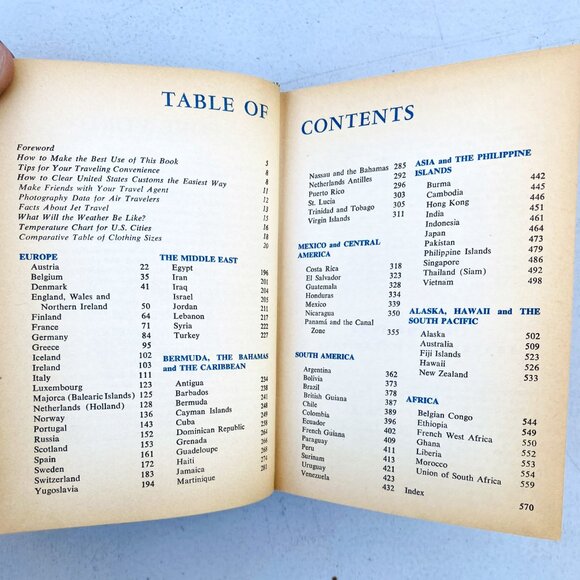 TABLE OF
Foreword 5
How to Make the Best Use of This Book 8
Tips for Your Traveling Convenience 8
How to Clear United States Customs the Easiest Way 11
Make Friends with Your Travel Agent 12
Photography Data for Air Travelers 13
Facts About Jet Travel 15
What Will the Weather Be Like? 16
Temperature Chart for U.S. Cities 18
Comparative Table of Clothing Sizes 20
EUROPE
Austria 22
Belgium 35
Denmark 41
England, Wales and
Northern Ireland 50
Finland 64
France 71
Germany 84
Greece 95
Iceland 102
Ireland 103
Italy 111
Luxembourg 123
Majorca (Balearic Islands) 125
Netherlands (Holland) 128
Norway 136
Portugal 143
Russia 152
Scotland 153
Spain 161
Sweden 172
Switzerland 183
Yugoslavia 194
THE MIDDLE EAST
Egypt 196
Iran 201
Iraq 204
Israel 205
Jordan 211
Lebanon
Syria 222
Turkey 227
BERMUDA, THE BAHAMAS
and THE CARIBBEAN
Antigua 234
Barbados 238
Bermuda
Cayman Islands 248
Cuba 249
Dominican Republic 264
Grenada 266
Guadeloupe 268
Haiti 274
Jamaica
Martinique 281
CONTENTS
Nassau and the Bahamas 285
Netherlands Antilles 292
Puerto Rico 296
St. Lucia 303
Trinidad and Tobago 305
Virgin Islands 311
MEXICO and CENTRAL
AMERICA
Costa Rica 318
El Salvador 323
Guatemala 328
Honduras 334
Mexico 339
Nicaragua 350
Panamá and the Canal
Zone 355
SOUTH AMERICA
Argentina 362
Bolivia 371
Brazil 373
British Guiana 385
Chile 387
Colombia 389
Ecuador 396
French Guiana 402
Paraguay 409
Peru 411
Surinam 413
Uruguay 421
Venezuela 424
432
ASIA and THE PHILIPPINE
ISLANDS
Burma 442
Cambodia 445
Hong Kong 446
India 451
Indonesia 461
Japan 464
Pakistan 473
Philippine Islands 479
Singapore 486
Thailand (Siam) 492
Vietnam 498
ALASKA, HAWAII and THE
SOUTH PACIFIC
Alaska 502
Australia 509
Fiji Islands 523
Hawaii 526
New Zealand 533
AFRICA
Belgian Congo
Ethiopia 544
French West Africa 549
Ghana 550
Liberia 552
Morocco 553
Union of South Africa 554
559
Index 570